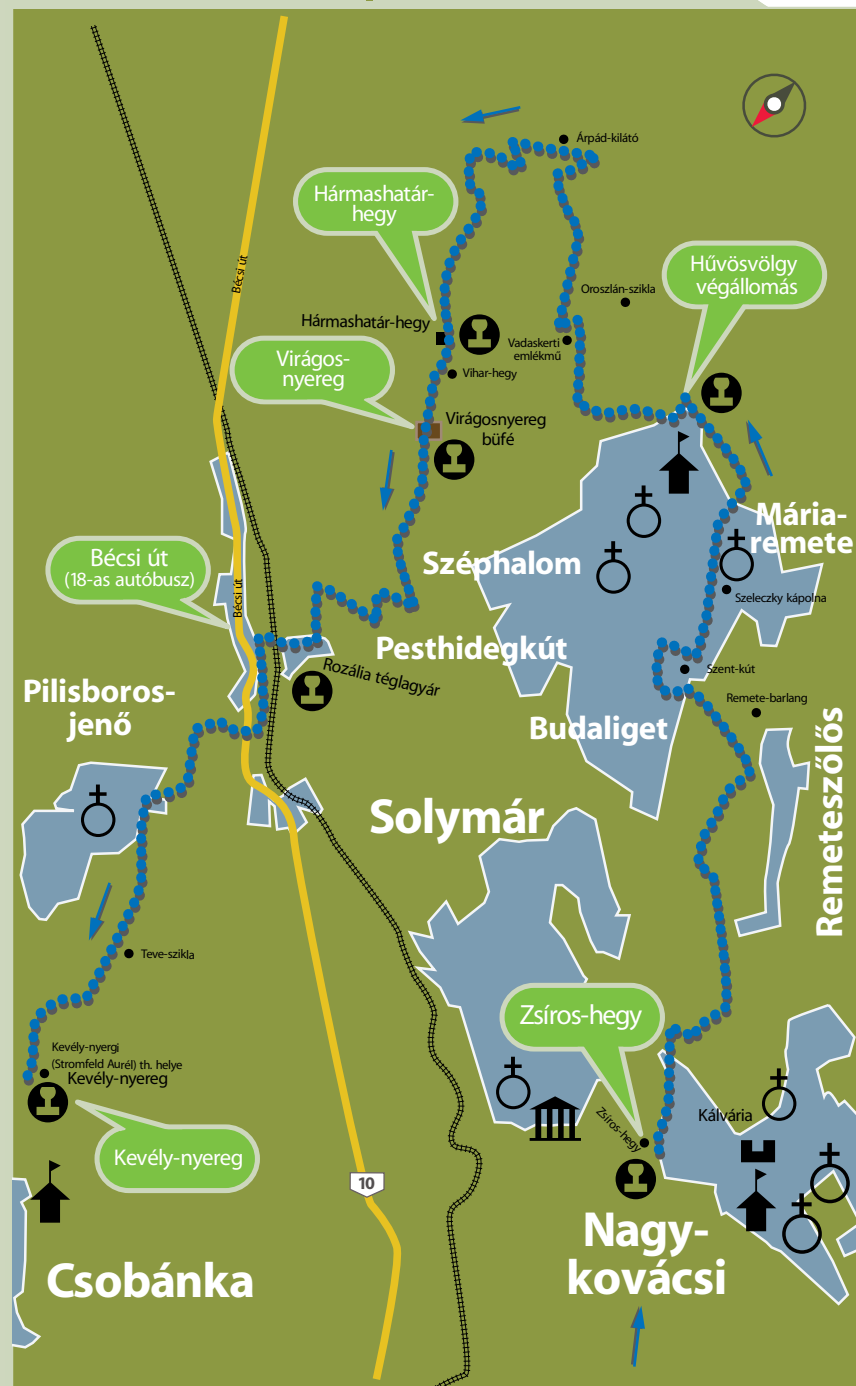 Árpád-kilátó
Hármashatár-
hegy
Bécsi út
Hűvösvölgy
végállomás
Oroszlán-szikla
Hármashatár-hegy
Vadaskerti
emlékmű
Virágos-
nyereg
Vihar-hegy
Virágosnyereg
büfé
Mária-
remete
Bécsi út
(18-as autóbusz)
Bécsi út
Széphalom
Szeleczky kápolna
Pesthidegkút
Szent-kút
Rozália téglagyár
Pilisboros-
jenő
Remete-barlang
Budaliget
Remeteszőlős
Solymár
Teve-szikla
Zsíros-hegy
Kevély-nyergi
(Stromfeld Aurél) th. helye
Kevély-nyereg
Zsíros-hegy
Kálvária
Kevély-nyereg
10
Nagy-
kovácsi
Csobánka